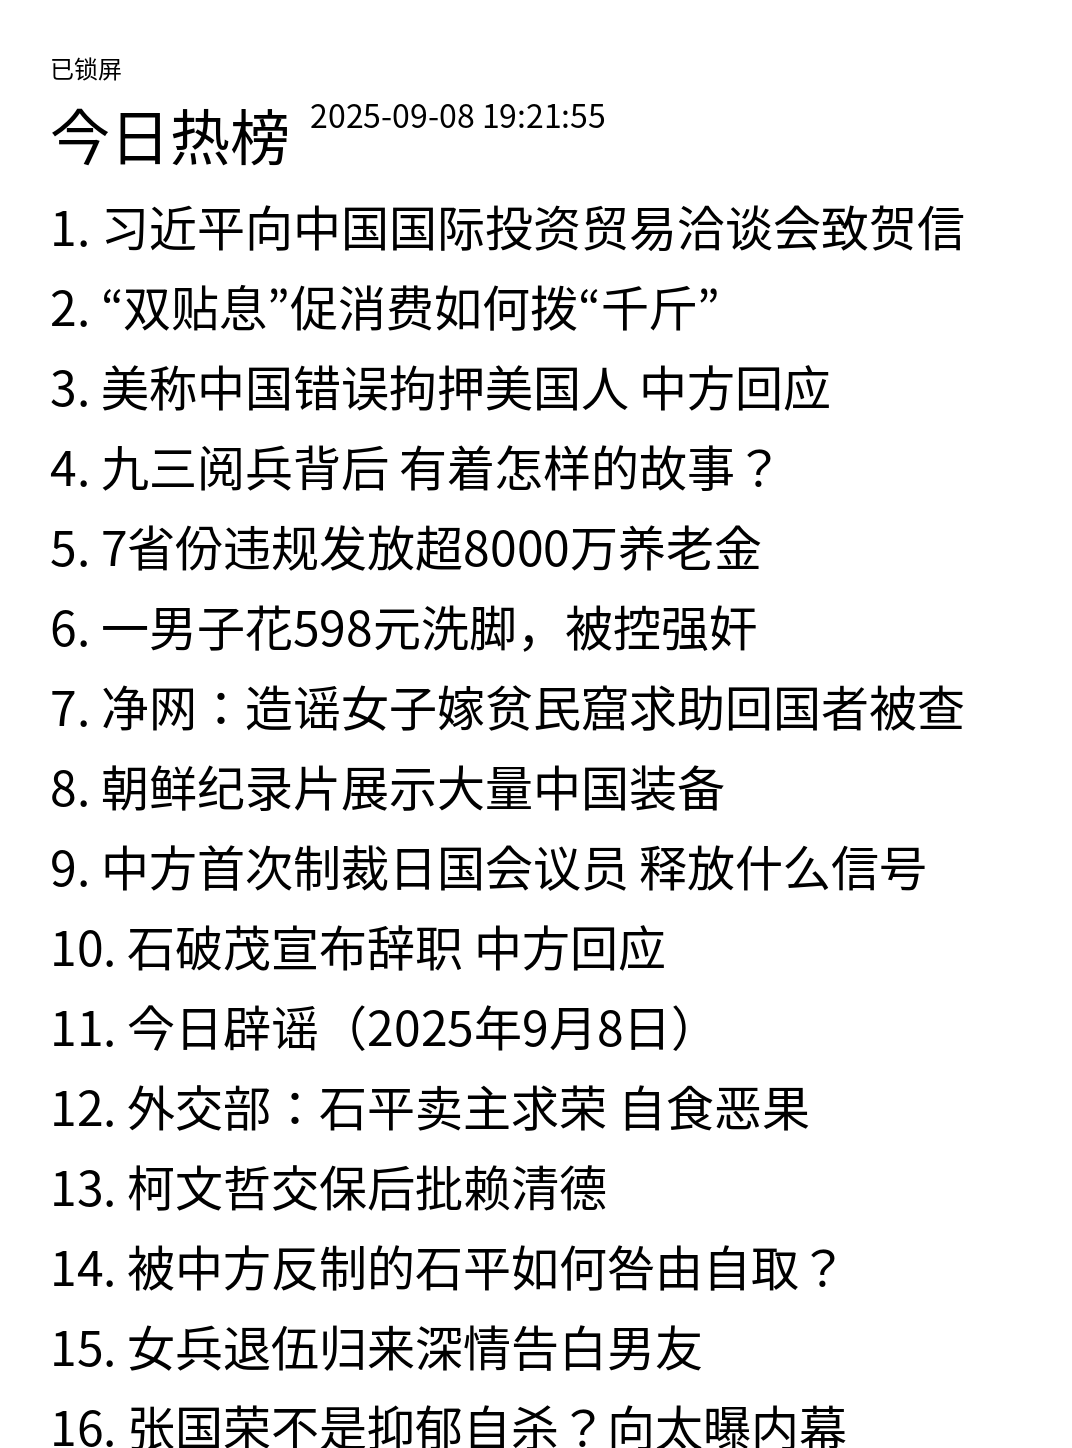 已锁屏
今日热榜 2025-09-08 19:21:55
1. 习近平向中国国际投资贸易洽谈会致贺信
2. “双贴息”促消费如何拨“千斤”
3. 美称中国错误拘押美国人 中方回应
4. 九三阅兵背后 有着怎样的故事？
5. 7省份违规发放超8000万养老金
6. 一男子花598元洗脚，被控强奸
7. 净网：造谣女子嫁贫民窟求助回国者被查
8. 朝鲜纪录片展示大量中国装备
9. 中方首次制裁日国会议员 释放什么信号
10. 石破茂宣布辞职 中方回应
11. 今日辟谣（2025年9月8日）
12. 外交部：石平卖主求荣 自食恶果
13. 柯文哲交保后批赖清德
14. 被中方反制的石平如何咎由自取？
15. 女兵退伍归来深情告白男友
16. 张国荣不是抑郁自杀？向太曝内幕